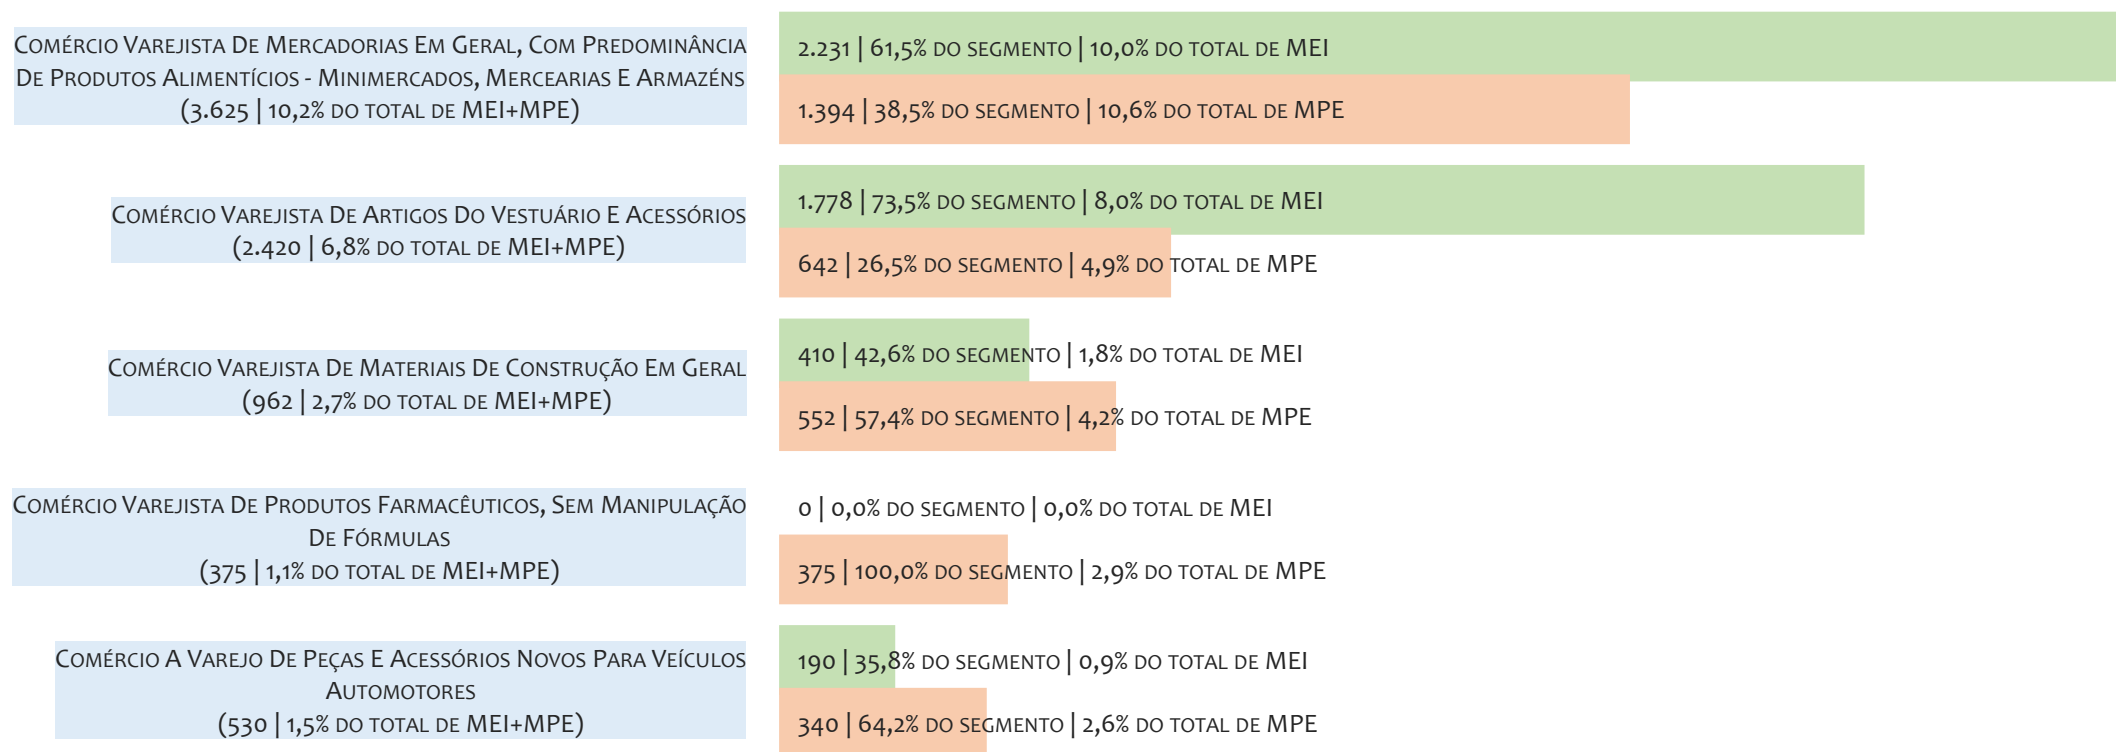 Comércio Varejista De Mercadorias Em Geral, Com Predominância
De Produtos Alimentícios - Minimercados, Mercearias E Armazéns
(3.625 | 10,2% do total de MEI+MPE)
2.231 | 61,5% do segmento | 10,0% do total de MEI
1.394 | 38,5% do segmento | 10,6% do total de MPE
Comércio Varejista De Artigos Do Vestuário E Acessórios
(2.420 | 6,8% do total de MEI+MPE)
1.778 | 73,5% do segmento | 8,0% do total de MEI
642 | 26,5% do segmento | 4,9% do total de MPE
Comércio Varejista De Materiais De Construção Em Geral
(962 | 2,7% do total de MEI+MPE)
410 | 42,6% do segmento | 1,8% do total de MEI
552 | 57,4% do segmento | 4,2% do total de MPE
Comércio Varejista De Produtos Farmacêuticos, Sem Manipulação
De Fórmulas
(375 | 1,1% do total de MEI+MPE)
0 | 0,0% do segmento | 0,0% do total de MEI
375 | 100,0% do segmento | 2,9% do total de MPE
Comércio A Varejo De Peças E Acessórios Novos Para Veículos
Automotores
(530 | 1,5% do total de MEI+MPE)
190 | 35,8% do segmento | 0,9% do total de MEI
340 | 64,2% do segmento | 2,6% do total de MPE